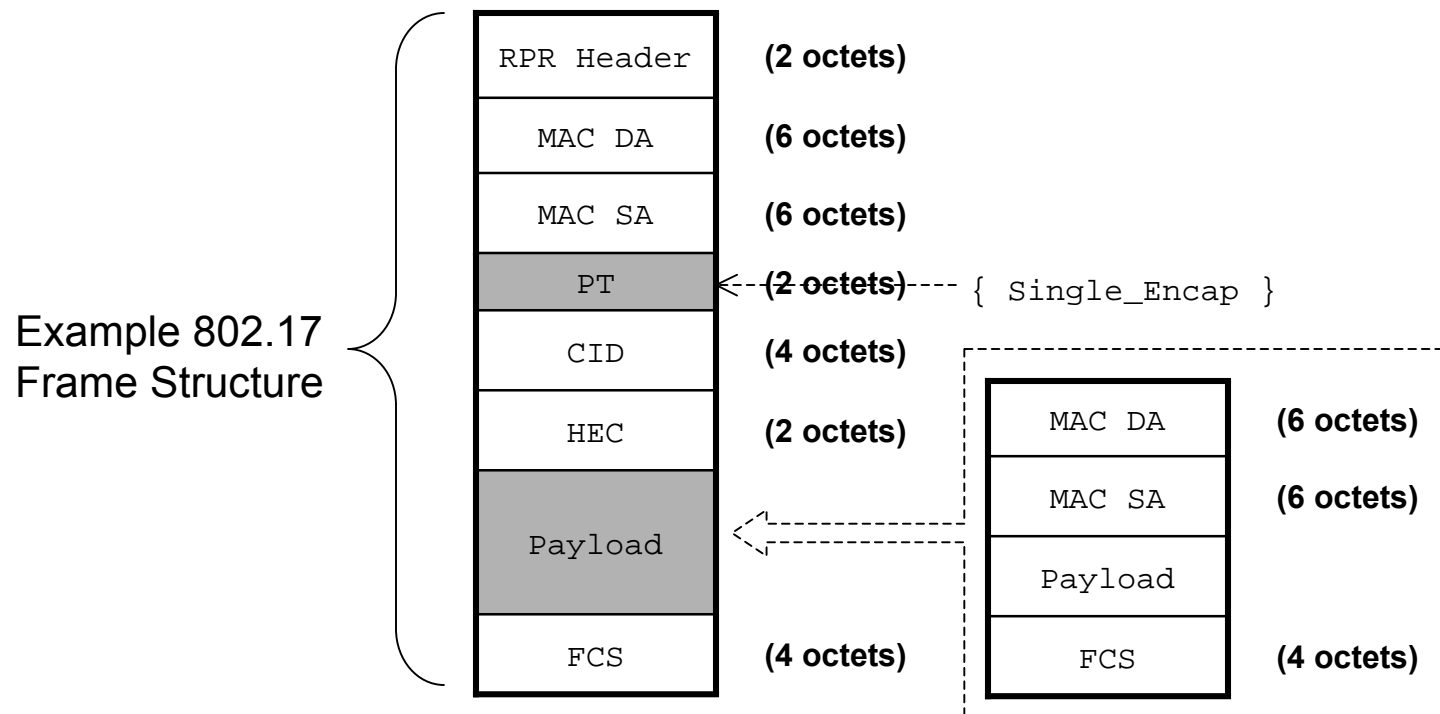 RPR Header (2 octets)
MAC DA (6 octets)
MAC SA (6 octets)
PT (2 octets) { Single_Encap }
Example 802.17
Frame Structure
CID (4 octets)
HEC (2 octets)
Payload
FCS (4 octets)
MAC DA (6 octets)
MAC SA (6 octets)
Payload
FCS (4 octets)